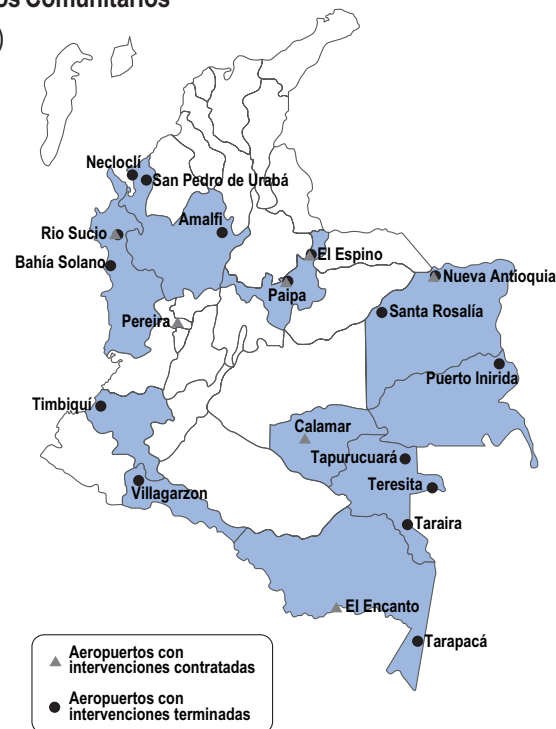 os Comunitarios
)
Necloclí
San Pedro de Urabá
Amalfi
Rio Sucio
El Espino
Bahía Solano
Nueva Antioquia
Paipa
Santa Rosalía
Pereira
Puerto Inirida
Timbiquí
Calamar
Tapurucuará
Teresita
Villagarzon
Taraira
El Encanto
Tarapacá
Aeropuertos con
intervenciones contratadas
Aeropuertos con
intervenciones terminadas